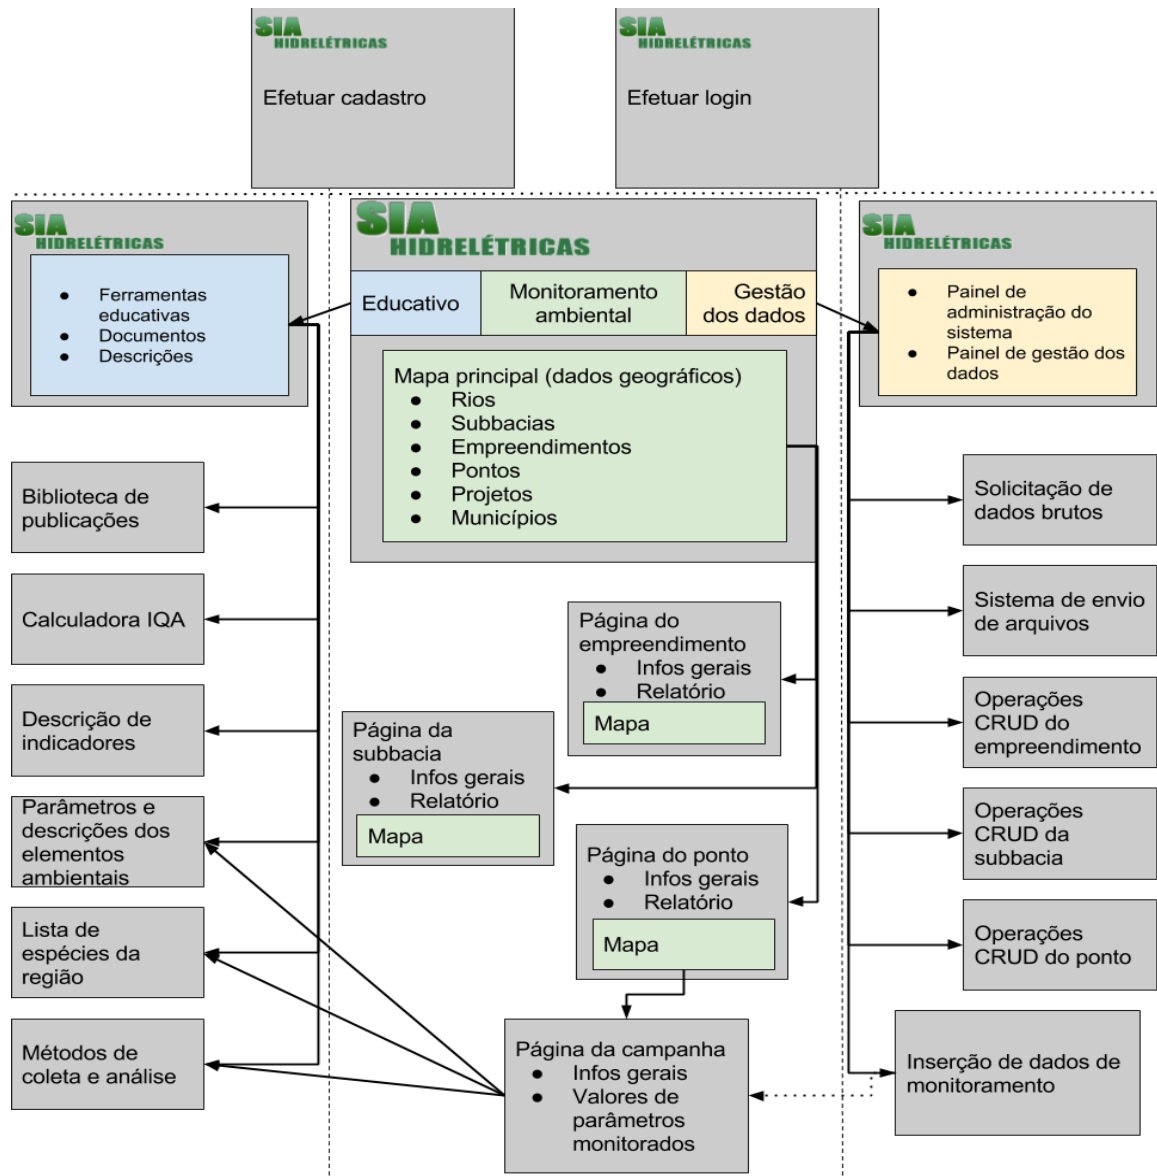 SIA
HIDRELÉTRICAS
Efetuar cadastro
SIA
HIDRELÉTRICAS
Efetuar login
SIA
HIDRELÉTRICAS
● Ferramentas
educativas
● Documentos
● Descrições
SIA
HIDRELÉTRICAS
Educativo
Monitoramento
ambiental
Gestão
dos dados
Mapa principal (dados geográficos)
● Rios
● Subbacias
● Empreendimentos
● Pontos
● Projetos
● Municípios
SIA
HIDRELÉTRICAS
● Painel de
administração do
sistema
● Painel de gestão dos
dados
Biblioteca de
publicações
Calculadora IQA
Descrição de
indicadores
Parâmetros e
descrições dos
elementos
ambientais
Lista de
espécies da
região
Métodos de
coleta e análise
Página do
empreendimento
● Infos gerais
● Relatório
Mapa
Página da
subbacia
● Infos gerais
● Relatório
Mapa
Página do ponto
● Infos gerais
● Relatório
Mapa
Página da campanha
● Infos gerais
● Valores de
parâmetros
monitorados
Solicitação de
dados brutos
Sistema de envio
de arquivos
Operações
CRUD do
empreendimento
Operações
CRUD da
subbacia
Operações
CRUD do ponto
Inserção de dados de
monitoramento